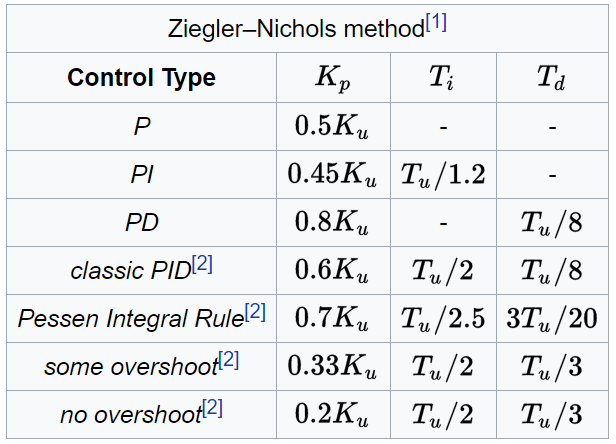 Ziegler–Nichols method[1]
Control Type K_p T_i T_d
P 0.5K_u - -
PI 0.45K_u T_u/1.2 -
PD 0.8K_u - T_u/8
classic PID[2] 0.6K_u T_u/2 T_u/8
Pessen Integral Rule[2] 0.7K_u T_u/2.5 3T_u/20
some overshoot[2] 0.33K_u T_u/2 T_u/3
no overshoot[2] 0.2K_u T_u/2 T_u/3